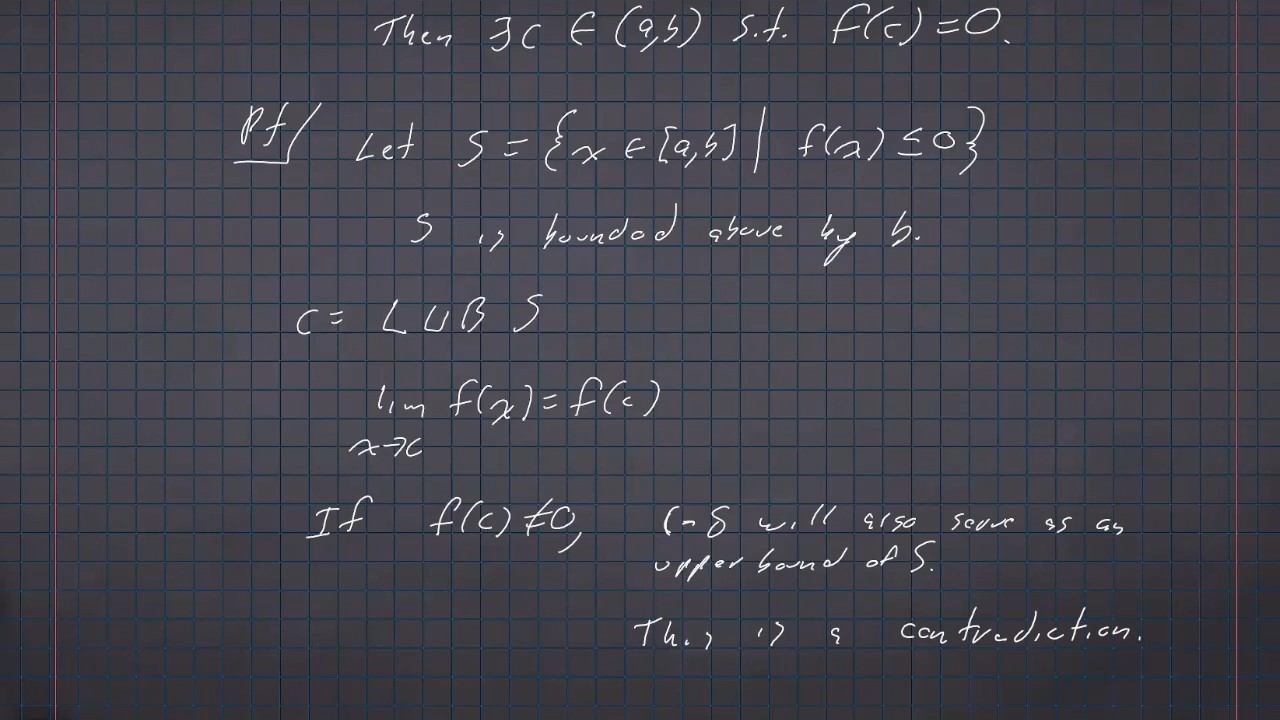 Then ∃c ∈ (a,b) s.t. f(c)=0.
Pf/ Let S = {x ∈ [a,b] | f(x) ≤ 0}
S is bounded above by b.
c = LUB S
lim f(x) = f(c)
x→c
If f(c) ≠ 0, c-δ will also serve as an
upper bound of S.
This is a contradiction.